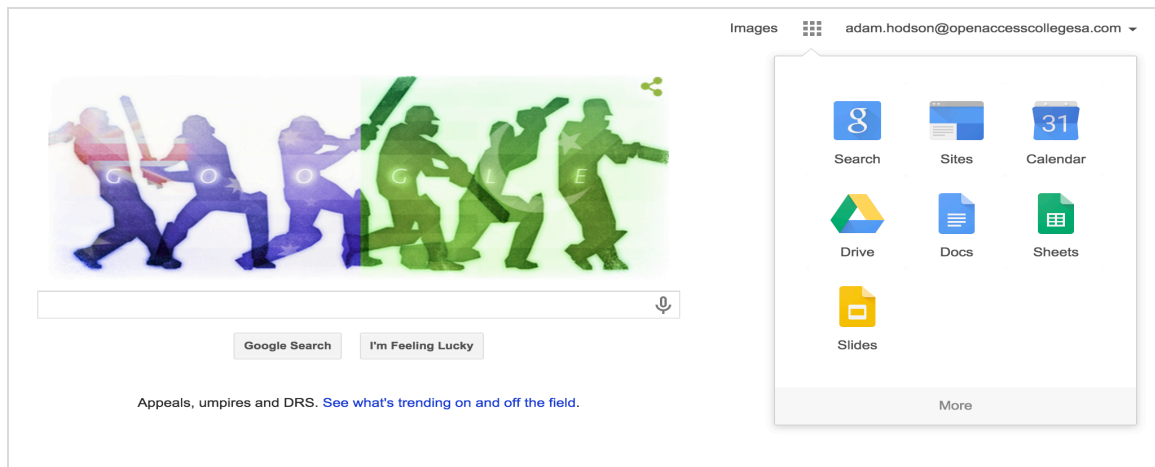 Images adam.hodson@openaccesscollegesa.com
G O O G L E
Google Search I'm Feeling Lucky
Appeals, umpires and DRS. See what's trending on and off the field.
g 31
Search Sites Calendar
Drive Docs Sheets
Slides
More